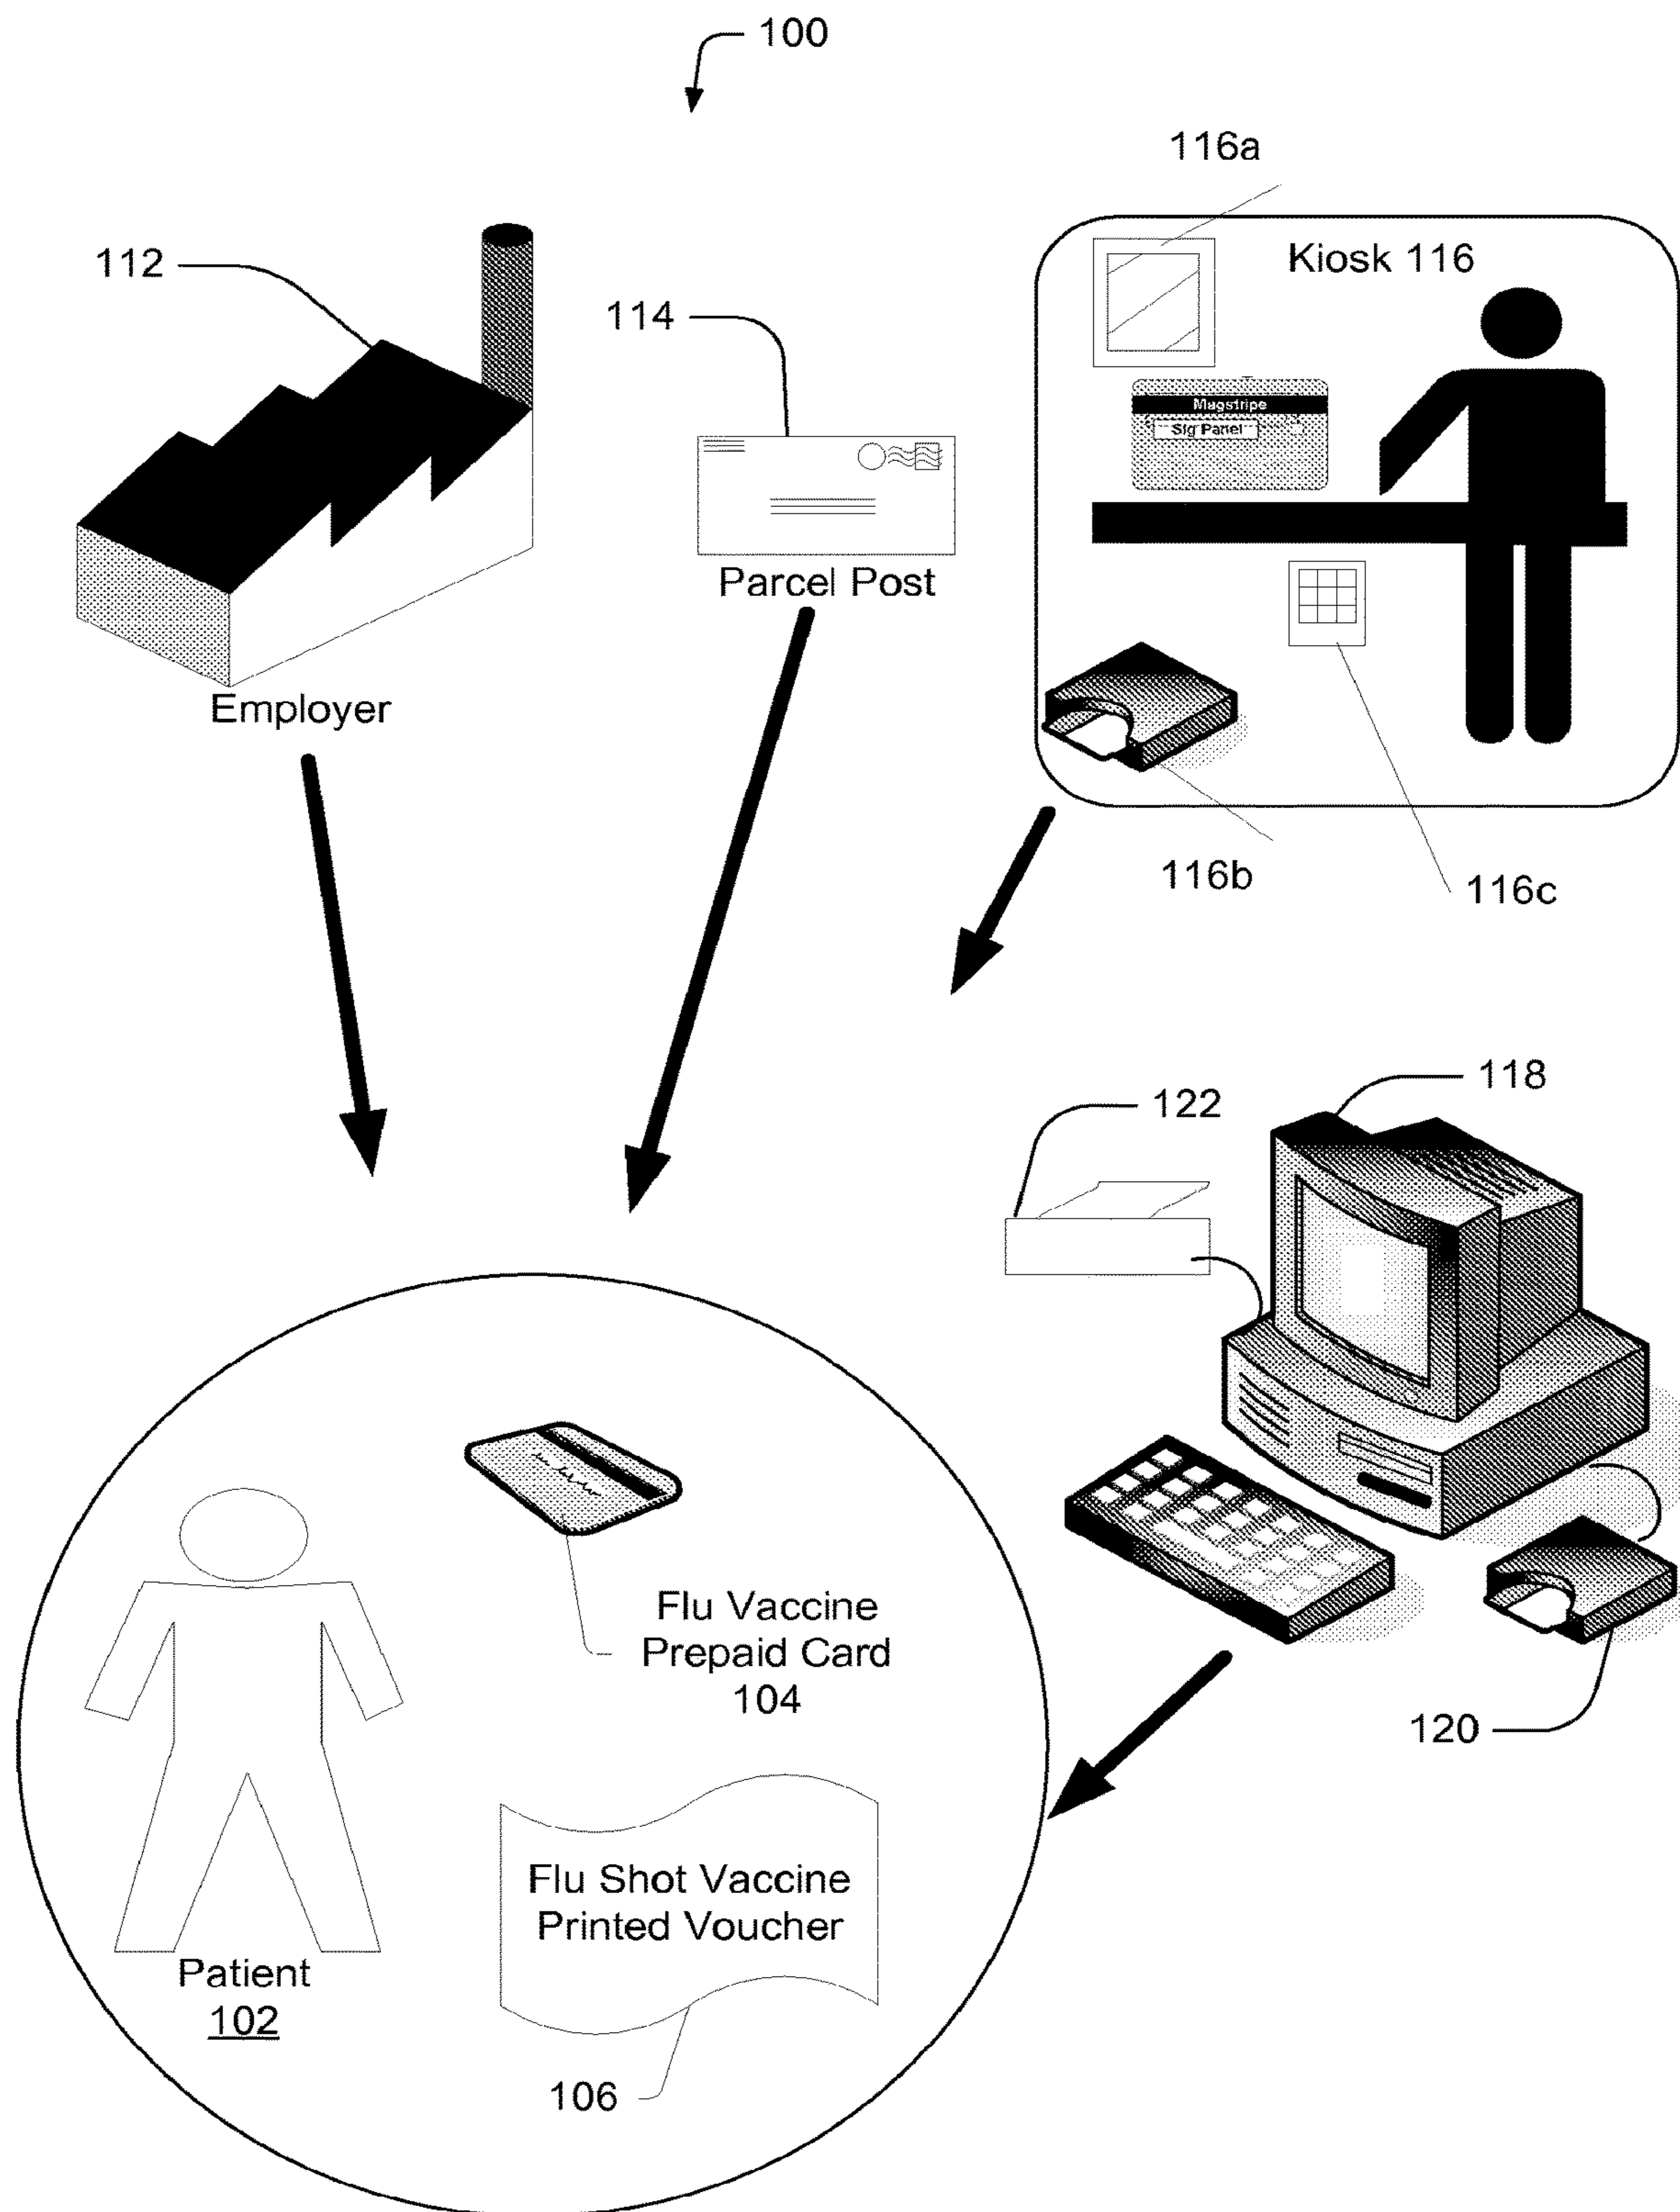 100
116a
Kiosk 116
112
114
Magstripe
Sig Panel
Parcel Post
Employer
116b
116c
118
122
Flu Vaccine
Prepaid Card
104
120
Flu Shot Vaccine
Printed Voucher
Patient
102
106